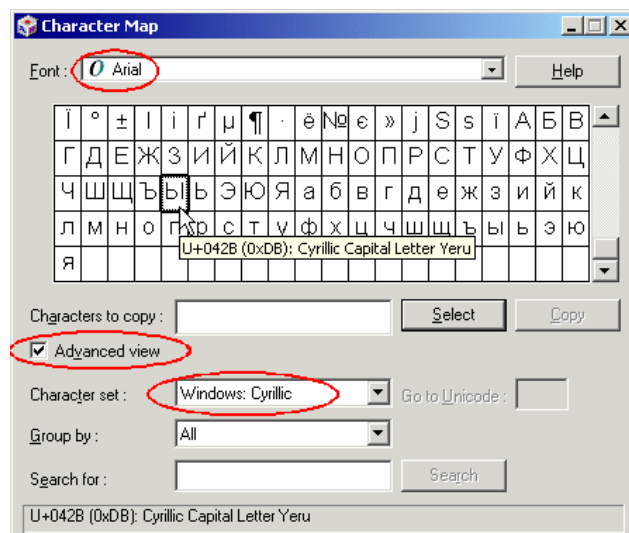 Character Map
Font : O Arial Help
Ї ° ± І і ґ µ ¶ · ё № є » ј Ѕ ѕ ї А Б В
Г Д Е Ж З И Й К Л М Н О П Р С Т У Ф Х Ц
Ч Ш Щ Ъ Ы Ь Э Ю Я а б в г д е ж з и й к
л м н о п р с т у ф х ц ч ш щ ъ ы ь э ю
U+042B (0xDB): Cyrillic Capital Letter Yeru
я
Characters to copy : Select Copy
Advanced view
Character set : Windows: Cyrillic Go to Unicode :
Group by : All
Search for : Search
U+042B (0xDB): Cyrillic Capital Letter Yeru